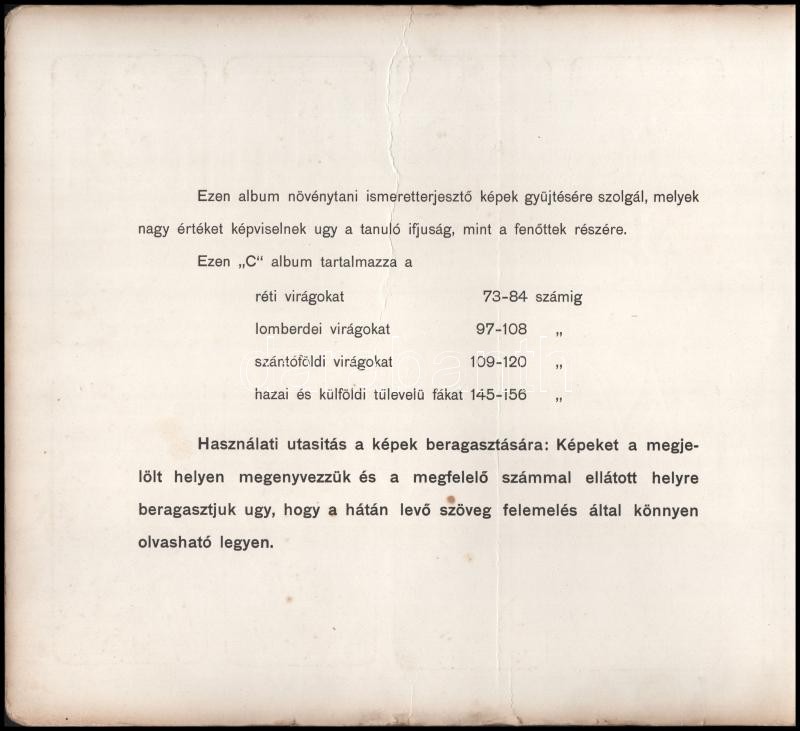 Ezen album növénytani ismeretterjesztő képek gyüjtésére szolgál, melyek
nagy értéket képviselnek ugy a tanuló ifjuság, mint a fenőttek részére.
Ezen „C“ album tartalmazza a
réti virágokat 73-84 számig
lomberdei virágokat 97-108 „
szántóföldi virágokat 109-120 „
hazai és külföldi tülevelü fákat 145-i56 „
Használati utasitás a képek beragasztására: Képeket a megje-
lölt helyen megenyvezzük és a megfelelő számmal ellátott helyre
beragasztjuk ugy, hogy a hátán levő szöveg felemelés által könnyen
olvasható legyen.